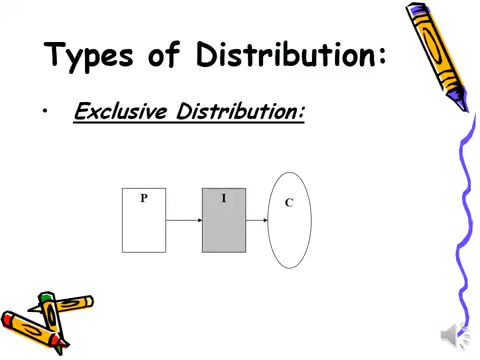 Types of Distribution:
• Exclusive Distribution:
P
I
C